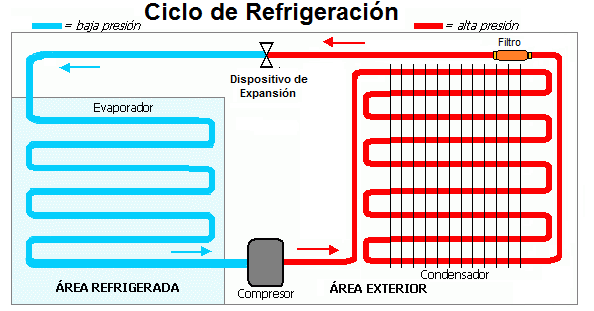 Ciclo de Refrigeración
= baja presión
= alta presión
Filtro
Dispositivo de
Expansión
Evaporador
Condensador
ÁREA REFRIGERADA
Compresor
ÁREA EXTERIOR